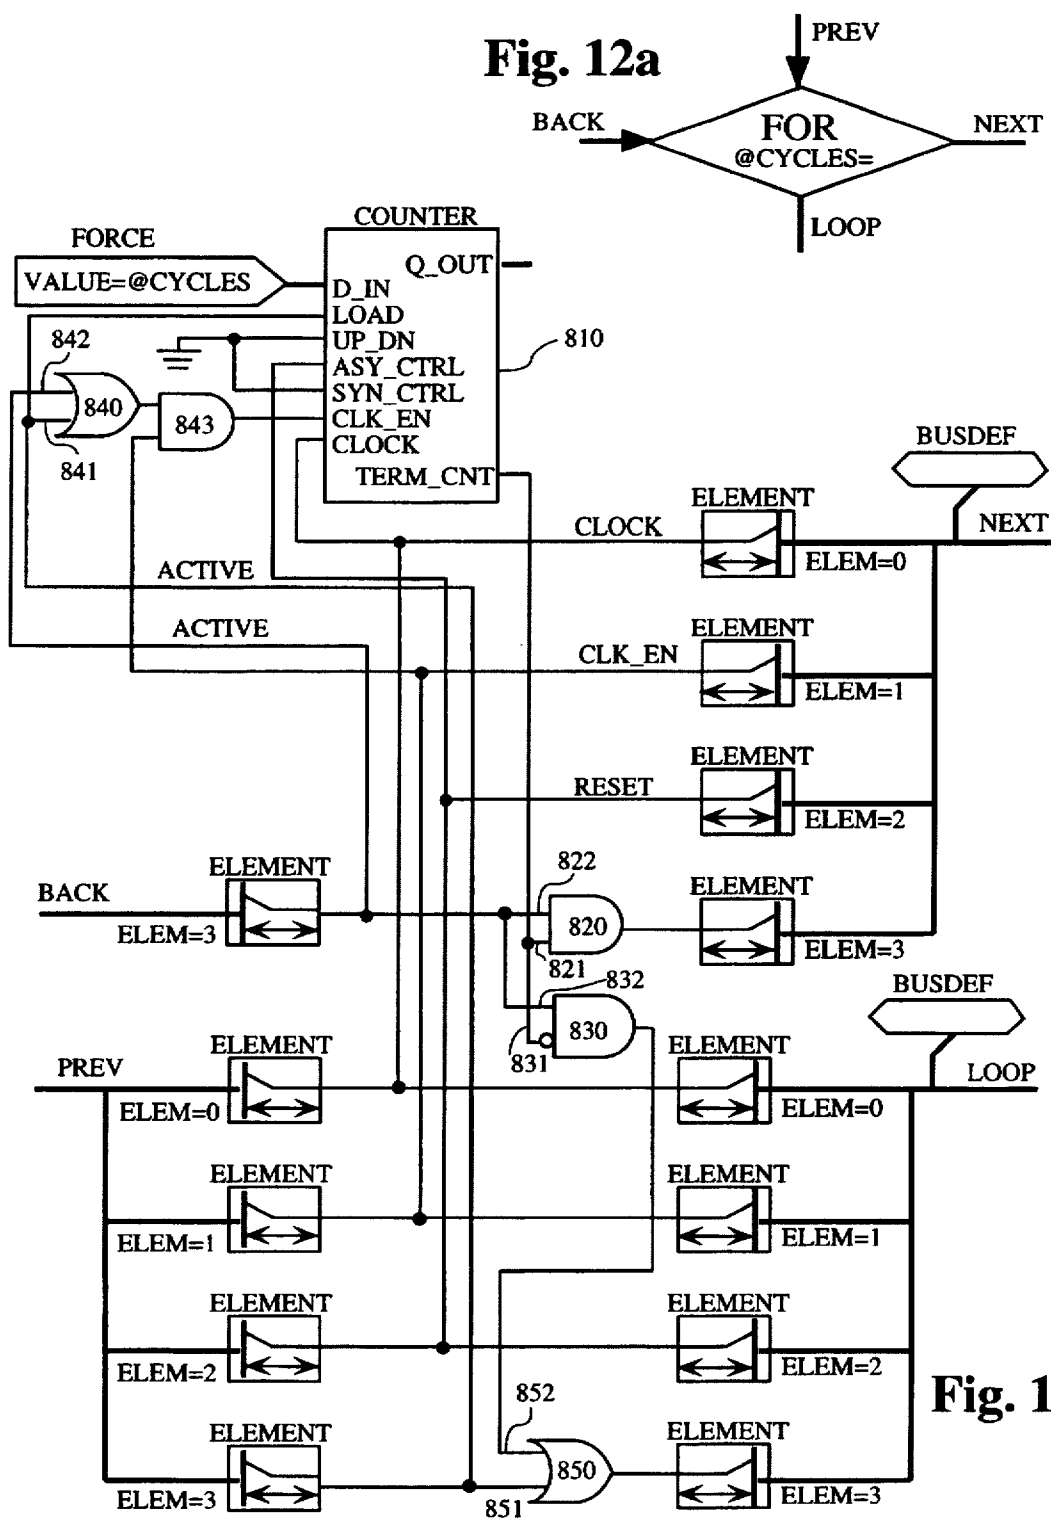 Fig. 12a
PREV
BACK
FOR
@CYCLES=
NEXT
LOOP
COUNTER
FORCE
VALUE=@CYCLES
Q_OUT
D_IN
LOAD
UP_DN
ASY_CTRL
SYN_CTRL
CLK_EN
CLOCK
TERM_CNT
810
842
840
843
841
BUSDEF
ELEMENT
CLOCK
NEXT
ELEM=0
ACTIVE
ACTIVE
ELEMENT
CLK_EN
ELEM=1
ELEMENT
RESET
ELEM=2
ELEMENT
BACK
ELEM=3
822
820
821
ELEMENT
ELEM=3
832
830
831
BUSDEF
PREV
ELEMENT
ELEM=0
ELEMENT
ELEM=0
LOOP
ELEMENT
ELEM=1
ELEMENT
ELEM=1
ELEMENT
ELEM=2
ELEMENT
ELEM=2
Fig. 1
ELEMENT
ELEM=3
852
850
851
ELEMENT
ELEM=3